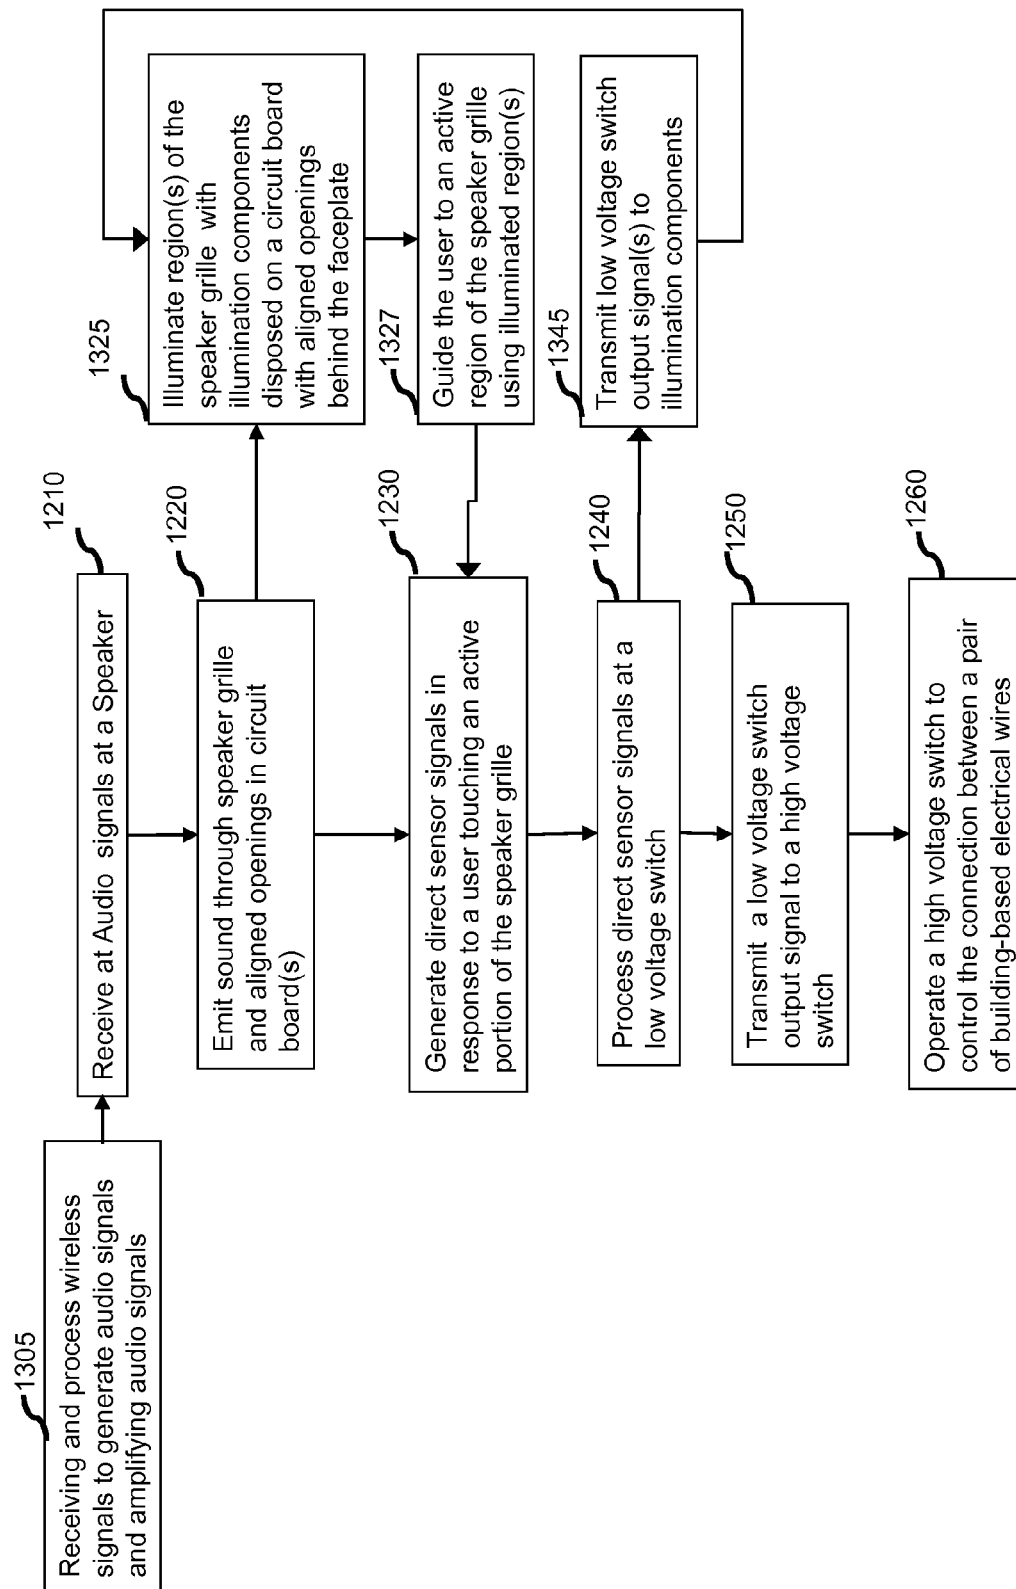 1305
Receiving and process wireless
signals to generate audio signals
and amplifying audio signals
1210
Receive at Audio signals at a Speaker
1220
Emit sound through speaker grille
and aligned openings in circuit
board(s)
1325
Illuminate region(s) of the
speaker grille with
illumination components
disposed on a circuit board
with aligned openings
behind the faceplate
1327
Guide the user to an active
region of the speaker grille
using illuminated region(s)
1230
Generate direct sensor signals in
response to a user touching an active
portion of the speaker grille
1240
Process direct sensor signals at a
low voltage switch
1345
Transmit low voltage switch
output signal(s) to
illumination components
1250
Transmit a low voltage switch
output signal to a high voltage
switch
1260
Operate a high voltage switch to
control the connection between a pair
of building-based electrical wires